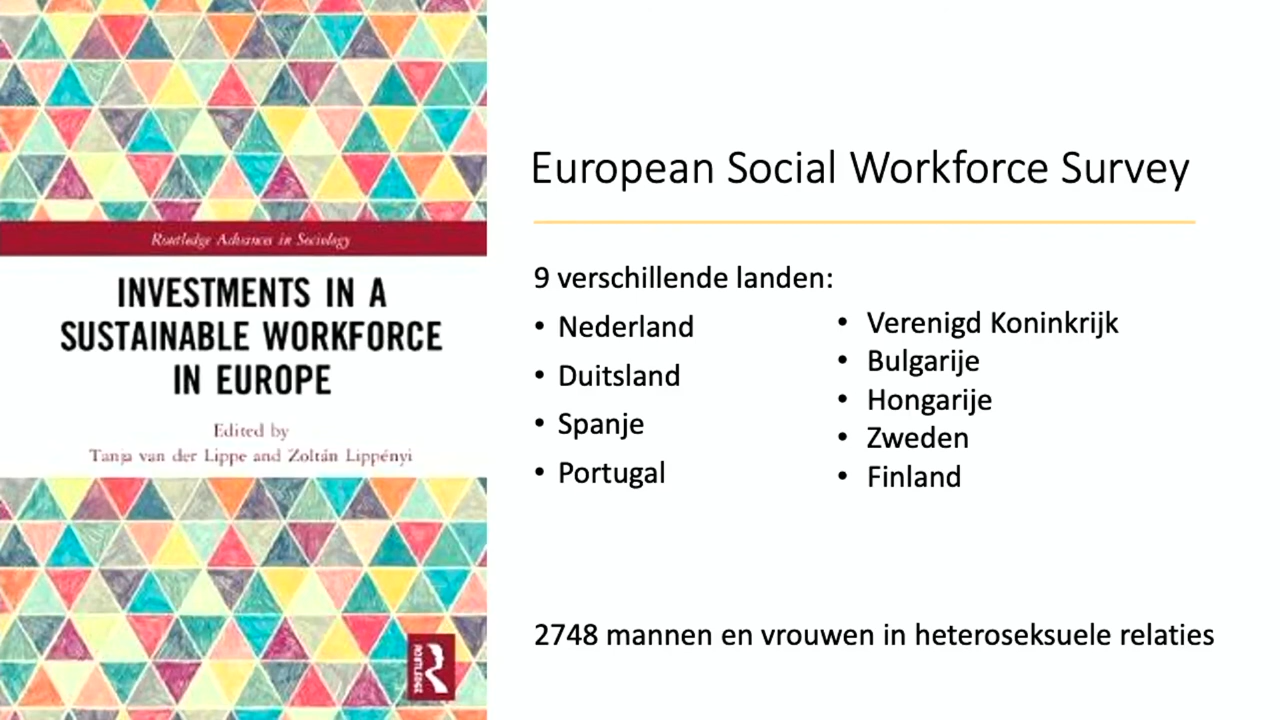 Routledge Advances in Sociology
INVESTMENTS IN A
SUSTAINABLE WORKFORCE
IN EUROPE
Edited by
Tanja van der Lippe and Zoltán Lippényi
ROUTLEDGE
European Social Workforce Survey
9 verschillende landen:
• Nederland
• Duitsland
• Spanje
• Portugal
• Verenigd Koninkrijk
• Bulgarije
• Hongarije
• Zweden
• Finland
2748 mannen en vrouwen in heteroseksuele relaties